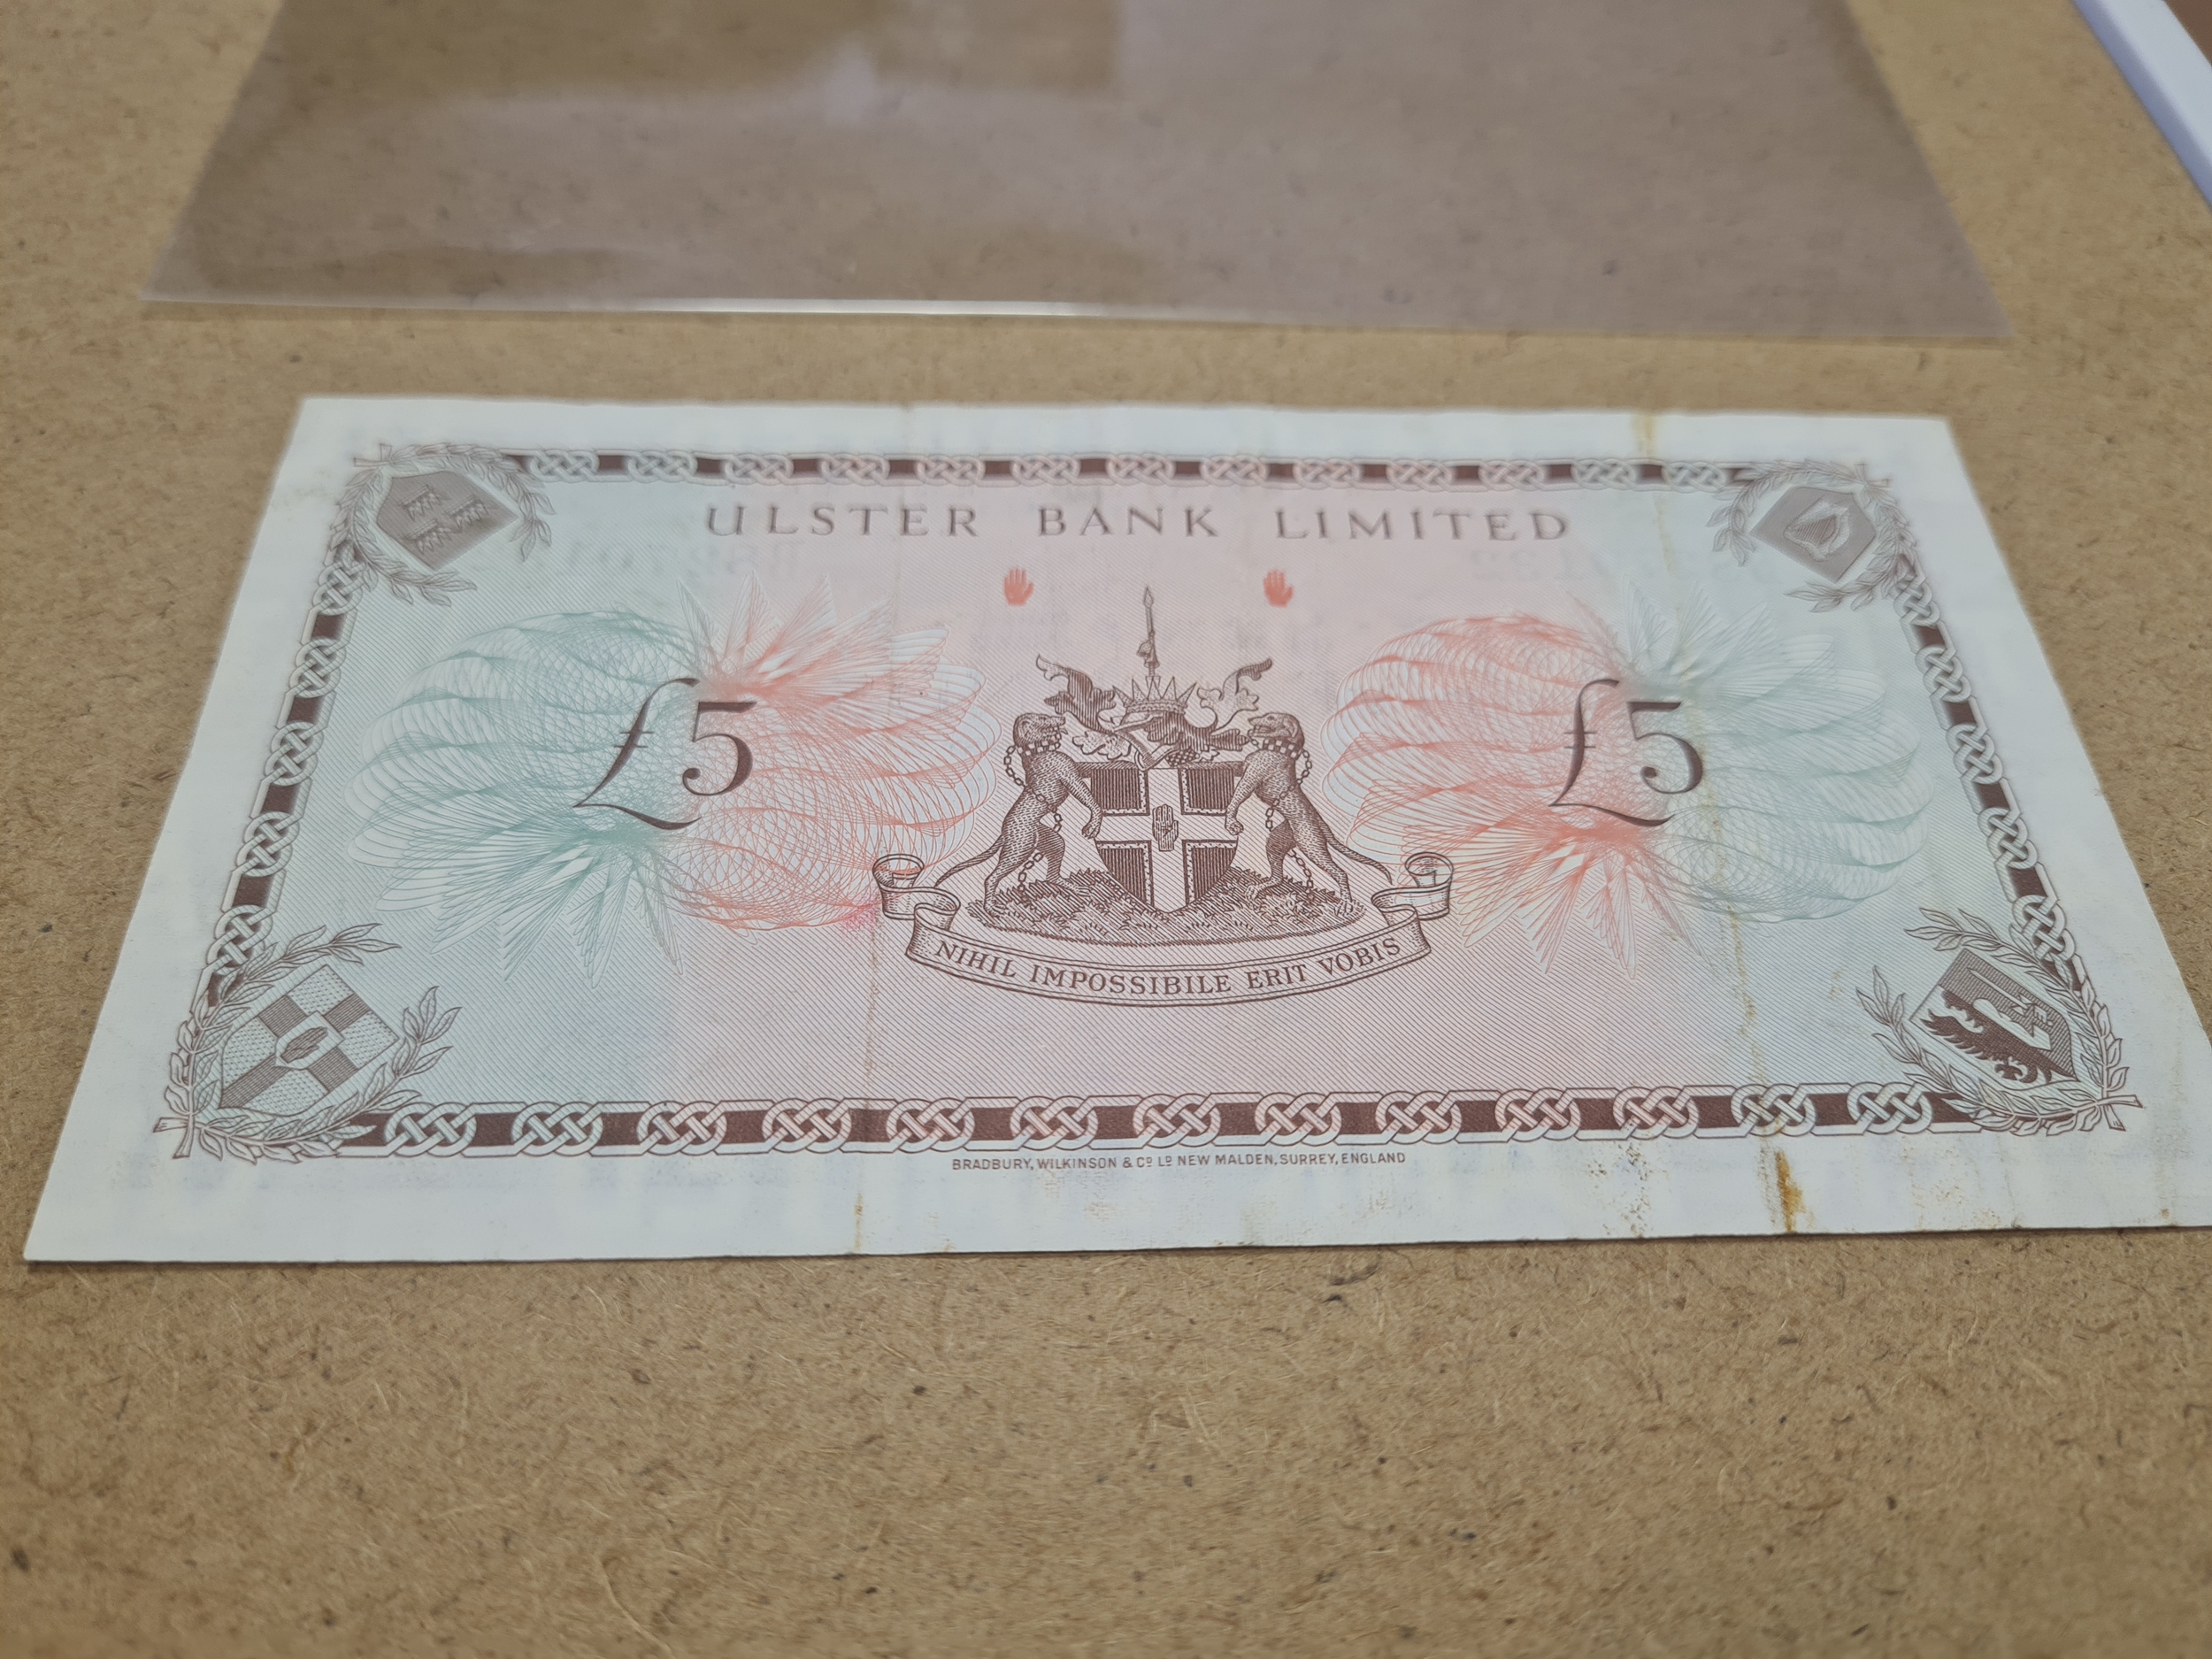 ULSTER BANK LIMITED
£5
£5
NIHIL IMPOSSIBILE ERIT VOBIS
BRADBURY, WILKINSON & Cº Lº NEW MALDEN, SURREY, ENGLAND